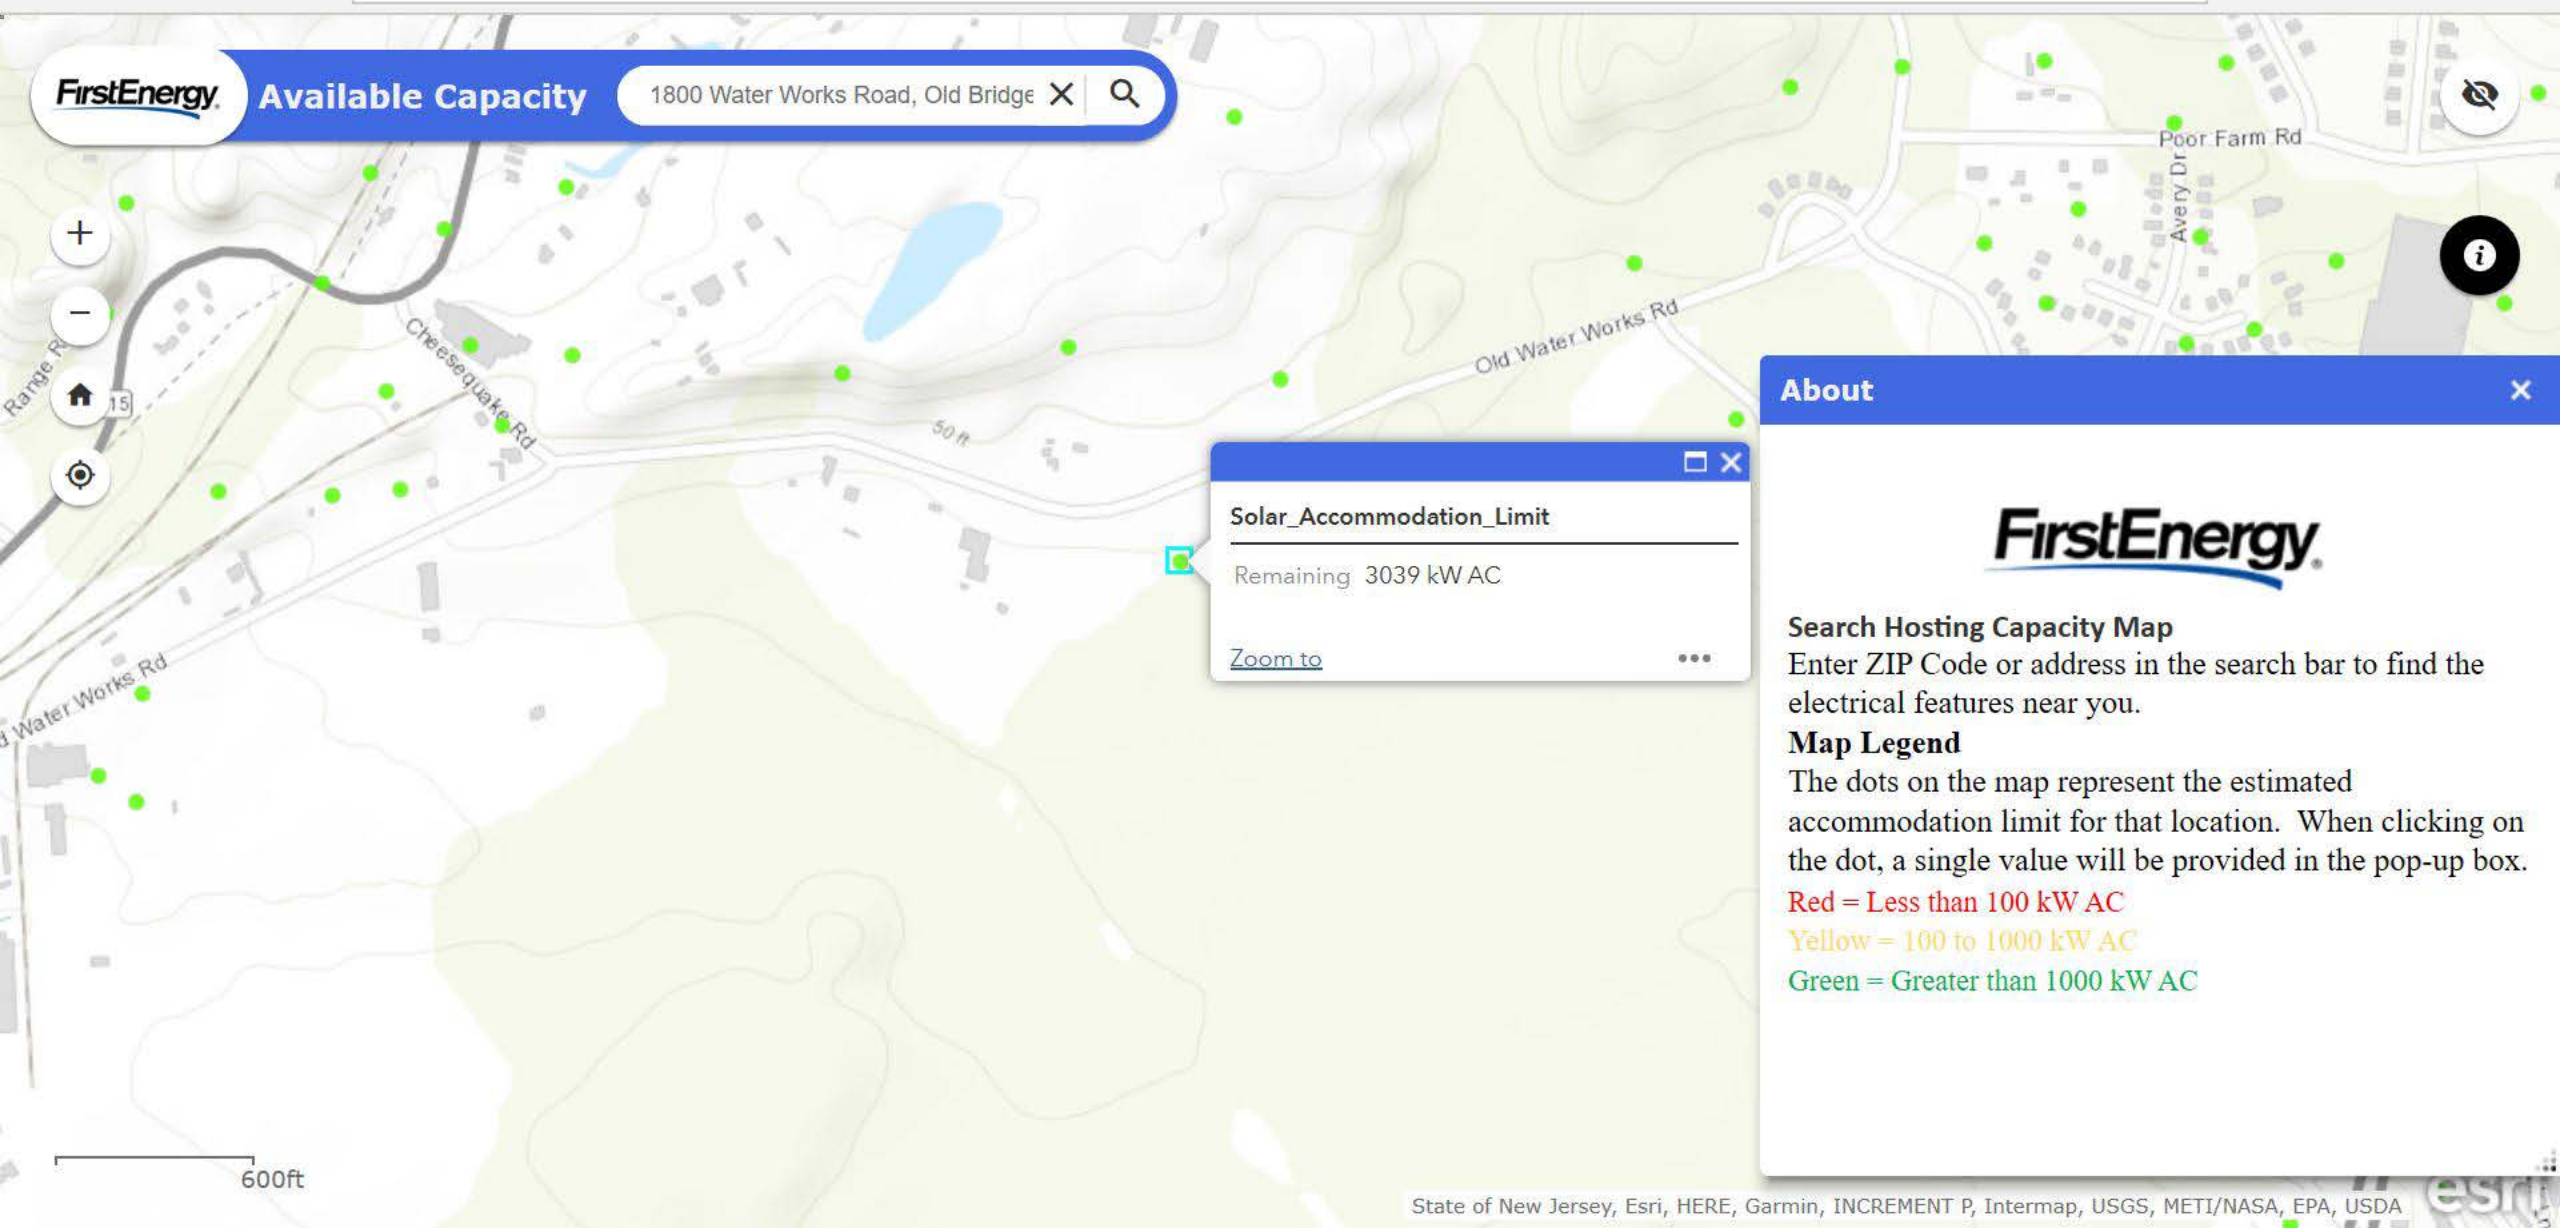 FirstEnergy
Available Capacity
1800 Water Works Road, Old Bridge
Poor Farm Rd
Avery Dr
Old Water Works Rd
Cheesequake Rd
15
50 ft
Water Works Rd
Solar_Accommodation_Limit
Remaining 3039 kW AC
Zoom to
About
FirstEnergy
Search Hosting Capacity Map
Enter ZIP Code or address in the search bar to find the
electrical features near you.
Map Legend
The dots on the map represent the estimated
accommodation limit for that location.  When clicking on
the dot, a single value will be provided in the pop-up box.
Red = Less than 100 kW AC
Yellow = 100 to 1000 kW AC
Green = Greater than 1000 kW AC
600ft
State of New Jersey, Esri, HERE, Garmin, INCREMENT P, Intermap, USGS, METI/NASA, EPA, USDA
esri